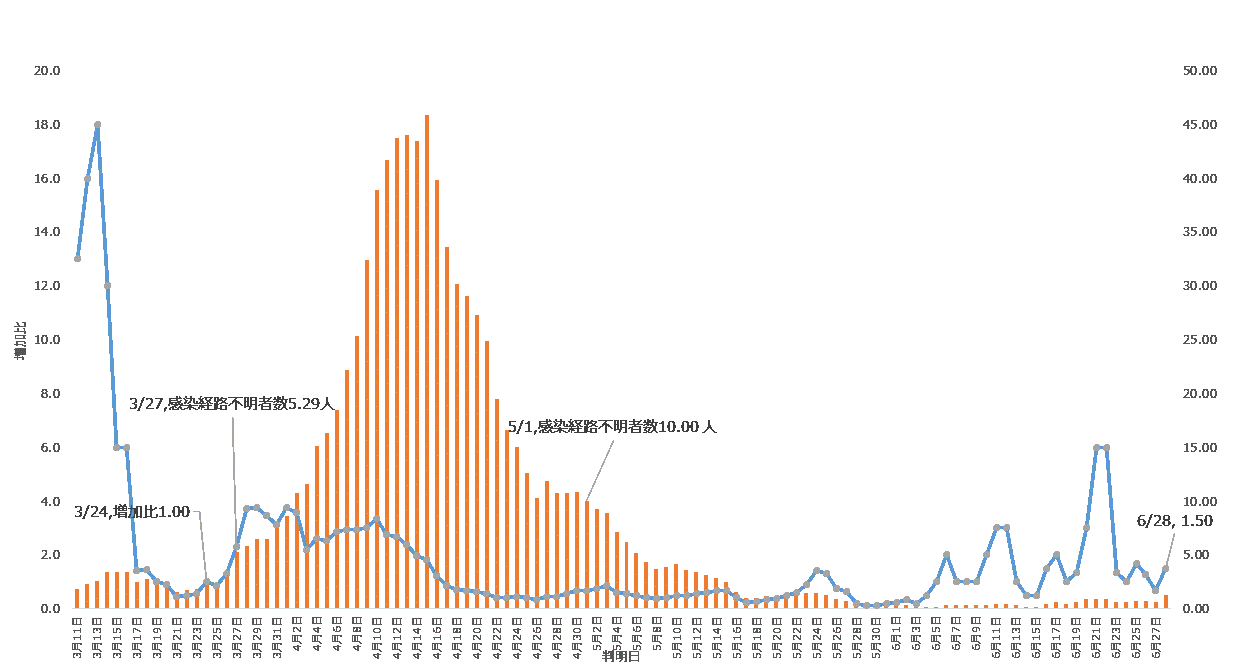 20.0
18.0
16.0
14.0
12.0
10.0
8.0
6.0
4.0
2.0
0.0
増加比
50.00
45.00
40.00
35.00
30.00
25.00
20.00
15.00
10.00
5.00
0.00
3/27,感染経路不明者数5.29人
5/1,感染経路不明者数10.00 人
3/24,増加比1.00
6/28, 1.50
3月11日
3月13日
3月15日
3月17日
3月19日
3月21日
3月23日
3月25日
3月27日
3月29日
3月31日
4月2日
4月4日
4月6日
4月8日
4月10日
4月12日
4月14日
4月16日
4月18日
4月20日
4月22日
4月24日
4月26日
4月28日
4月30日
5月2日
5月4日
5月6日
5月8日
5月10日
5月12日
5月14日
5月16日
5月18日
5月20日
5月22日
5月24日
5月26日
5月28日
5月30日
6月1日
6月3日
6月5日
6月7日
6月9日
6月11日
6月13日
6月15日
6月17日
6月19日
6月21日
6月23日
6月25日
6月27日
判明日